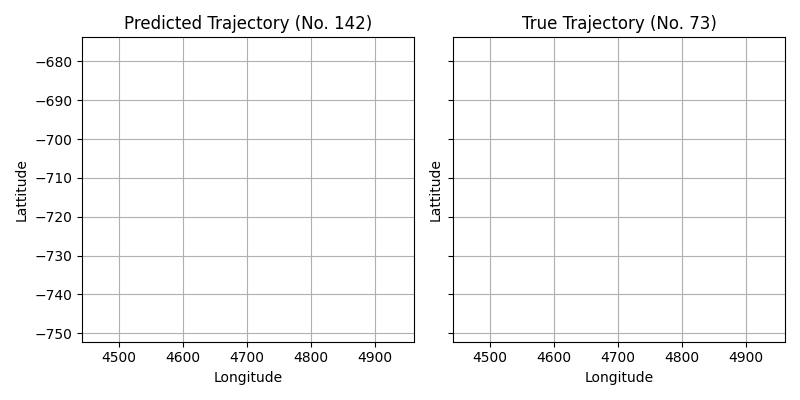 Predicted Trajectory (No. 142)
True Trajectory (No. 73)
−680
−690
−700
−710
−720
−730
−740
−750
Lattitude
Lattitude
4500 4600 4700 4800 4900
4500 4600 4700 4800 4900
Longitude
Longitude